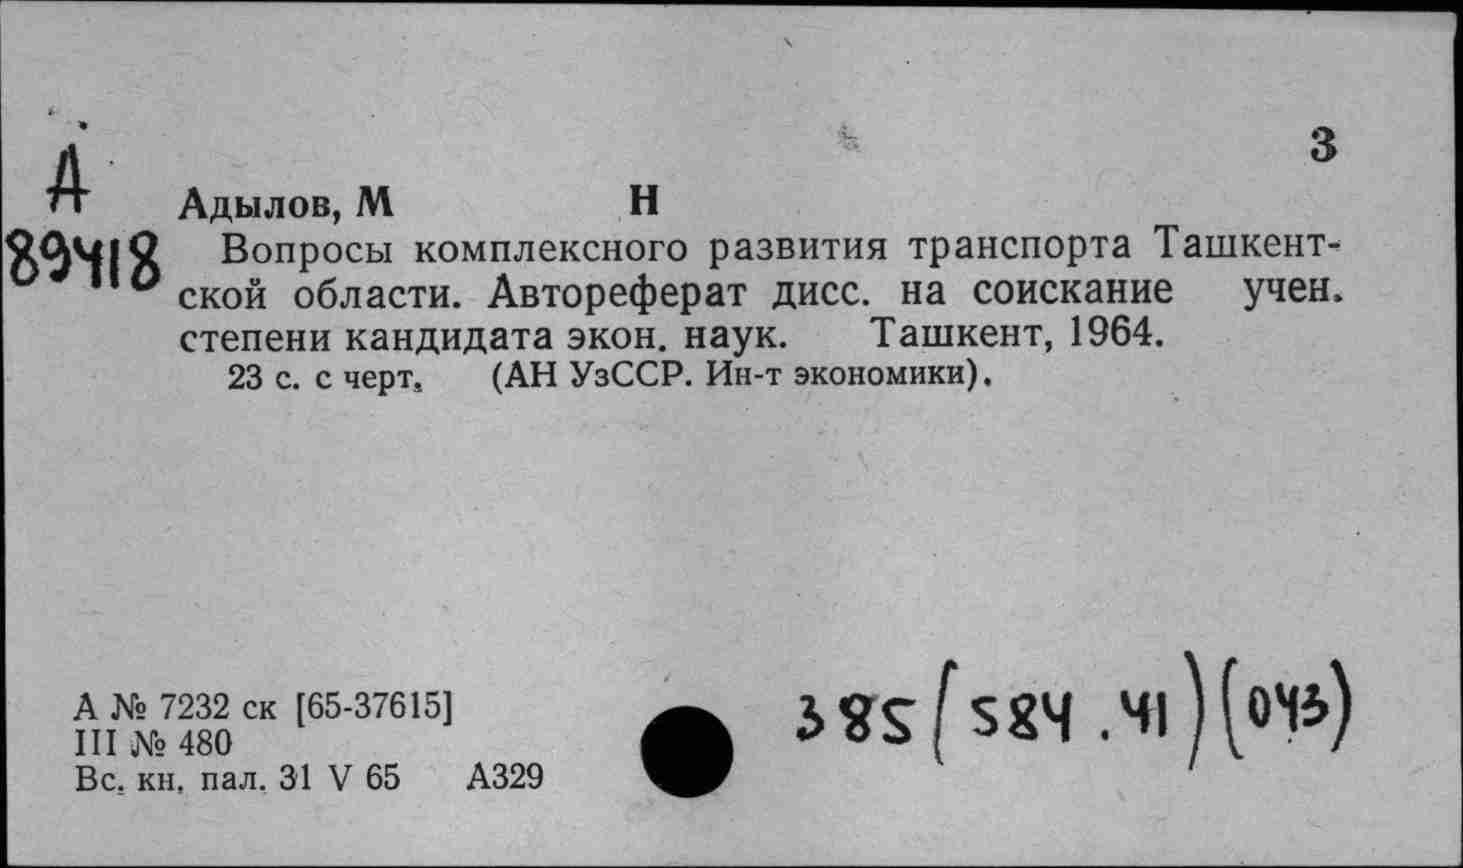 З
А
89418
Адылов, М Н
Вопросы комплексного развития транспорта Ташкент-
ской области. Автореферат дисс. на соискание учен.
степени кандидата экон. наук. Ташкент, 1964.
23 с. с черт. (АН УзССР. Ин-т экономики).
А № 7232 ск [65-37615]
III № 480
Вс. кн. пал. 31 V 65 А329
385(584.41)(043)